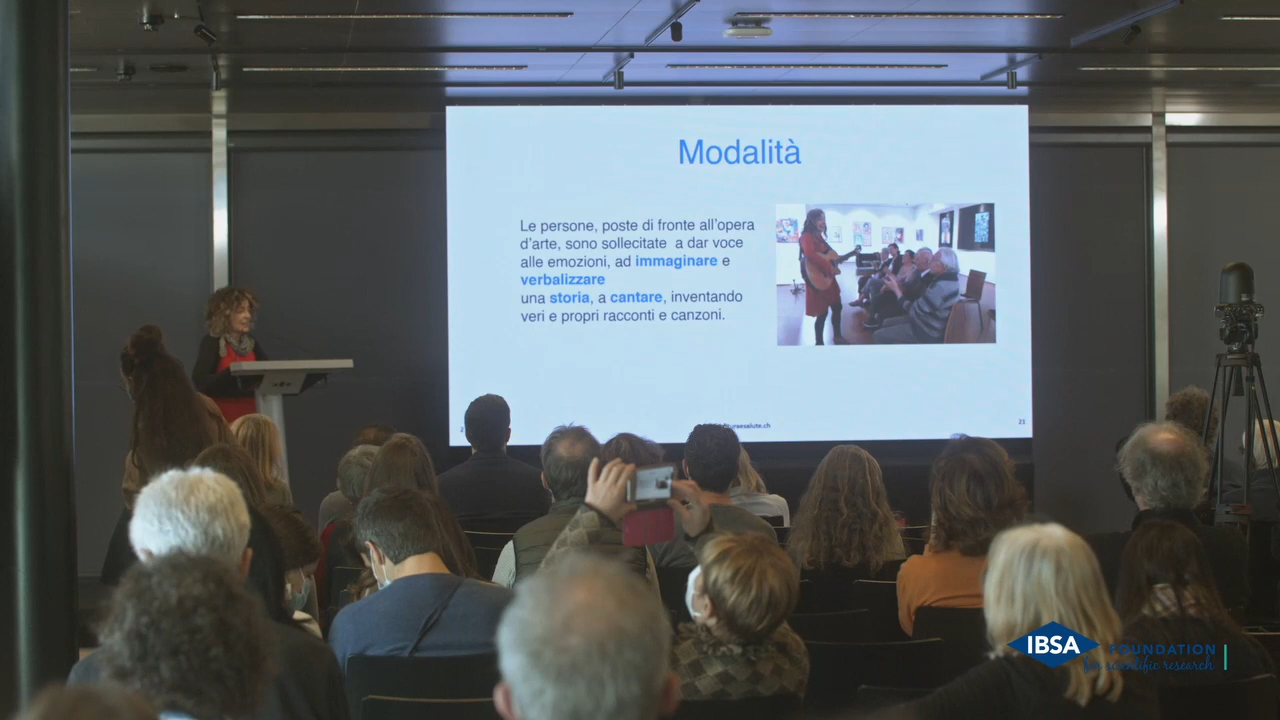 Modalità
Le persone, poste di fronte all'opera
d'arte, sono sollecitate a dar voce
alle emozioni, ad immaginare e
verbalizzare
una storia, a cantare, inventando
veri e propri racconti e canzoni.
21
IBSA
FOUNDATION
for scientific research